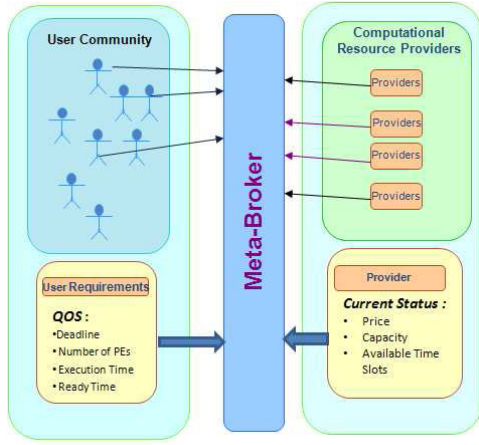 User Community
Meta-Broker
Computational
Resource Providers
Providers
Providers
Providers
Providers
User Requirements
QOS :
•Deadline
•Number of PEs
•Execution Time
•Ready Time
Provider
Current Status :
• Price
• Capacity
• Available Time
Slots